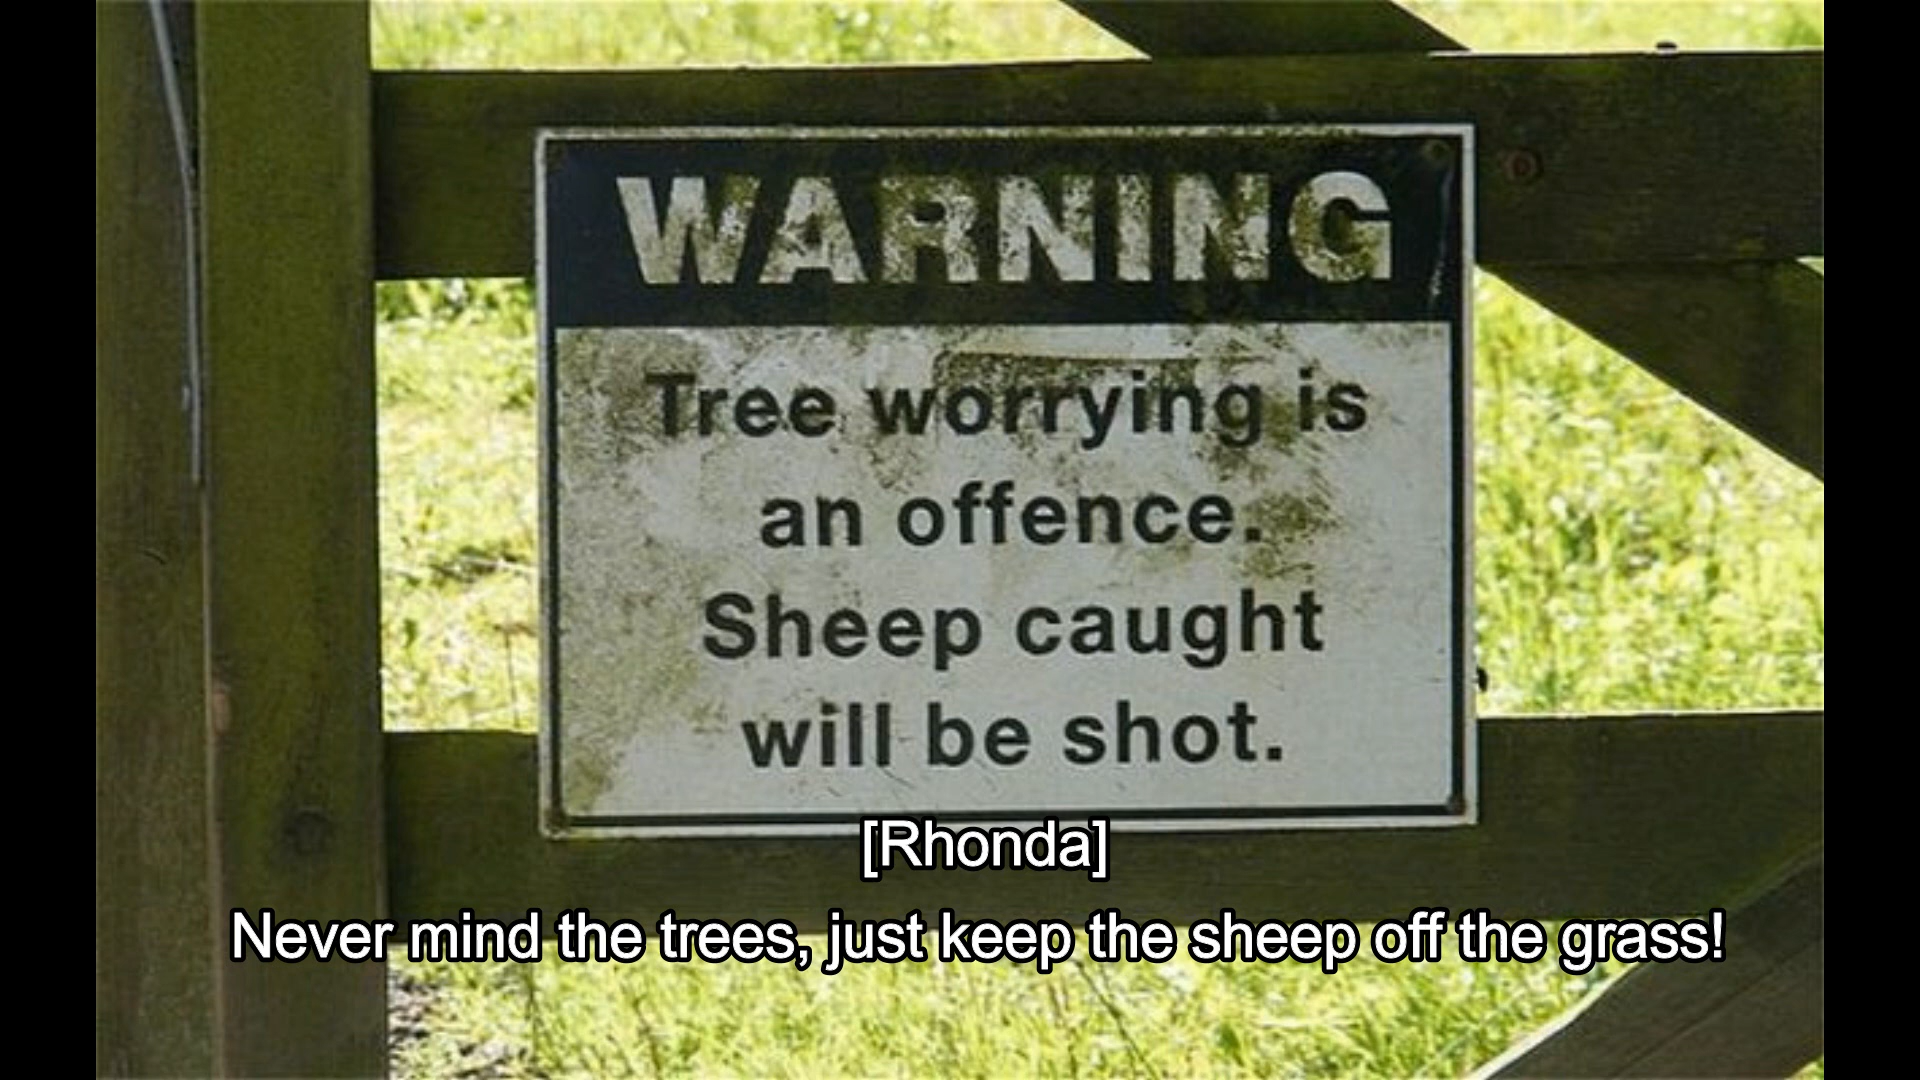 WARNING
Tree worrying is
an offence.
Sheep caught
will be shot.
[Rhonda]
Never mind the trees, just keep the sheep off the grass!